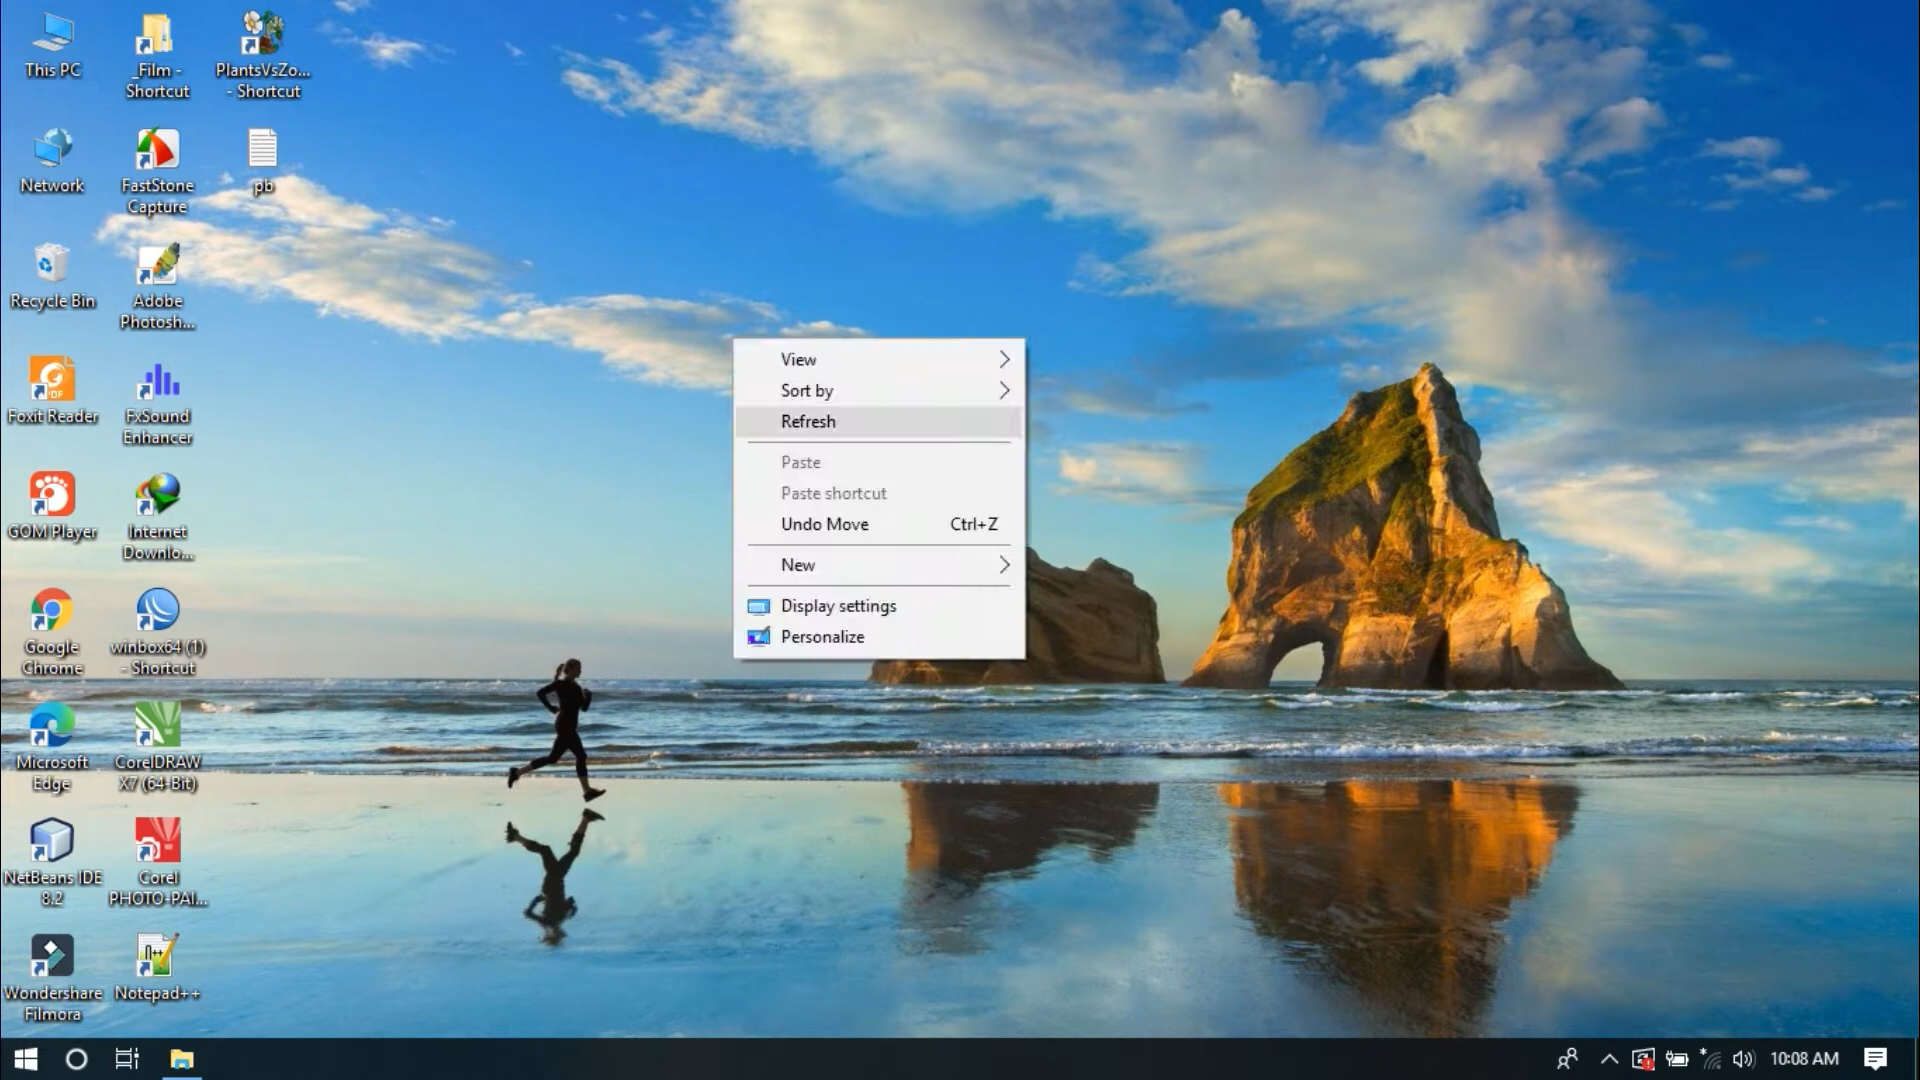 This PC
_Film -
Shortcut
PlantsVsZo...
- Shortcut
Network
FastStone
Capture
pb
Recycle Bin
Adobe
Photosh...
Foxit Reader
FxSound
Enhancer
GOM Player
Internet
Downlo...
Google
Chrome
winbox64 (1)
- Shortcut
Microsoft
Edge
CorelDRAW
X7 (64-Bit)
NetBeans IDE
8.2
Corel
PHOTO-PAI...
Wondershare
Filmora
Notepad++
View
Sort by
Refresh
Paste
Paste shortcut
Undo Move Ctrl+Z
New
Display settings
Personalize
10:08 AM